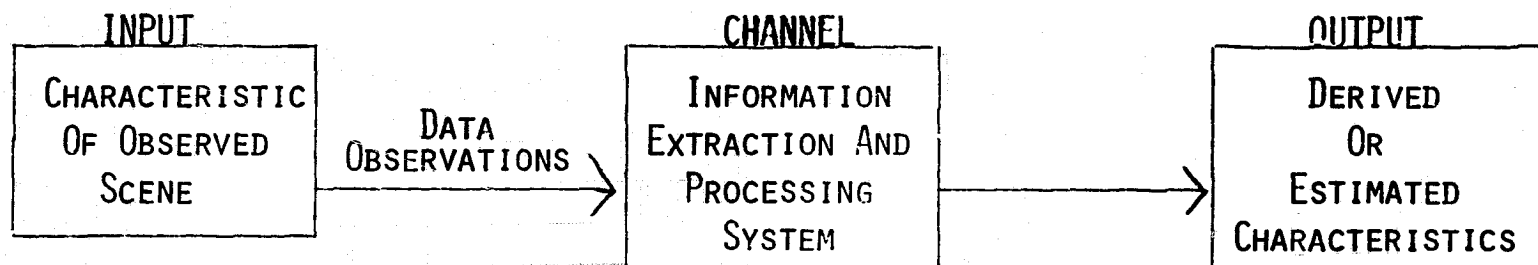 INPUT
CHARACTERISTIC
OF OBSERVED
SCENE
DATA
OBSERVATIONS
CHANNEL
INFORMATION
EXTRACTION AND
PROCESSING
SYSTEM
OUTPUT
DERIVED
OR
ESTIMATED
CHARACTERISTICS